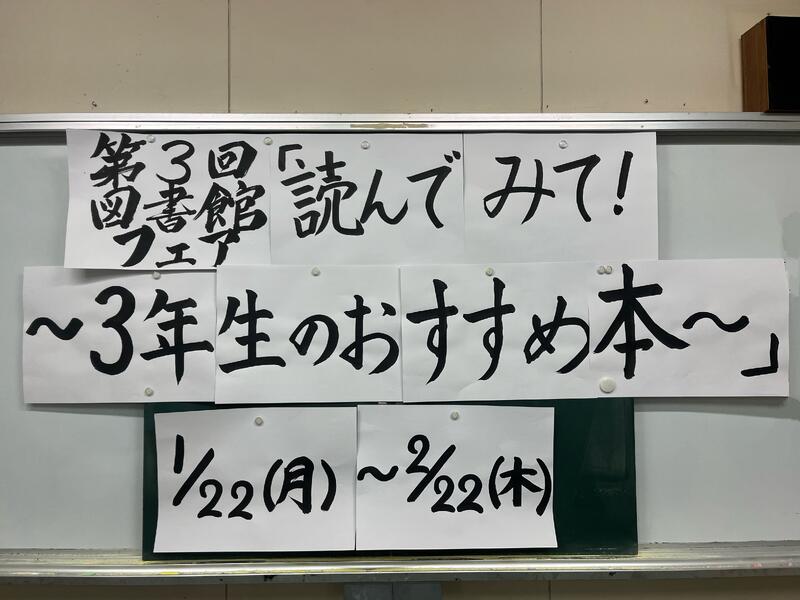 第3回
図書館
フェア
「読んでみて!
～3年生のおすすめ本～」
1/22(月)～2/22(木)